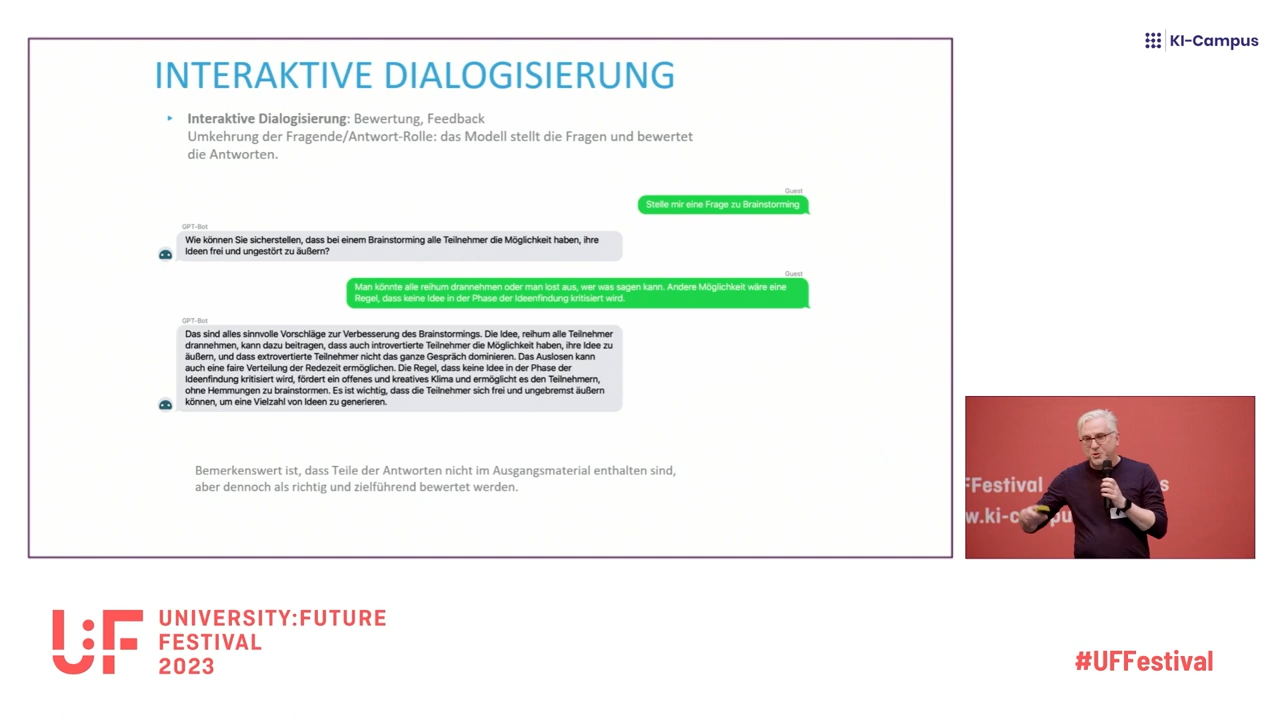 KI-Campus
INTERAKTIVE DIALOGISIERUNG
Interaktive Dialogisierung: Bewertung, Feedback
Umkehrung der Fragende/Antwort-Rolle: das Modell stellt die Fragen und bewertet
die Antworten.
Guest
Stelle mir eine Frage zu Brainstorming
GPT-Bot
Wie können Sie sicherstellen, dass bei einem Brainstorming alle Teilnehmer die Möglichkeit haben, ihre
Ideen frei und ungestört zu äußern?
Guest
Man könnte alle reihum drannehmen oder man lost aus, wer was sagen kann. Andere Möglichkeit wäre eine
Regel, dass keine Idee in der Phase der Ideenfindung kritisiert wird.
GPT-Bot
Das sind alles sinnvolle Vorschläge zur Verbesserung des Brainstormings. Die Idee, reihum alle Teilnehmer
drannehmen, kann dazu beitragen, dass auch introvertierte Teilnehmer die Möglichkeit haben, ihre Idee zu
äußern, und dass extrovertierte Teilnehmer nicht das ganze Gespräch dominieren. Das Auslosen kann
auch eine faire Verteilung der Redezeit ermöglichen. Die Regel, dass keine Idee in der Phase der
Ideenfindung kritisiert wird, fördert ein offenes und kreatives Klima und ermöglicht es den Teilnehmern,
ohne Hemmungen zu brainstormen. Es ist wichtig, dass die Teilnehmer sich frei und ungebremst äußern
können, um eine Vielzahl von Ideen zu generieren.
Bemerkenswert ist, dass Teile der Antworten nicht im Ausgangsmaterial enthalten sind,
aber dennoch als richtig und zielführend bewertet werden.
FFestival s
w.ki-campu
U:F
UNIVERSITY:FUTURE
FESTIVAL
2023
#UFFestival